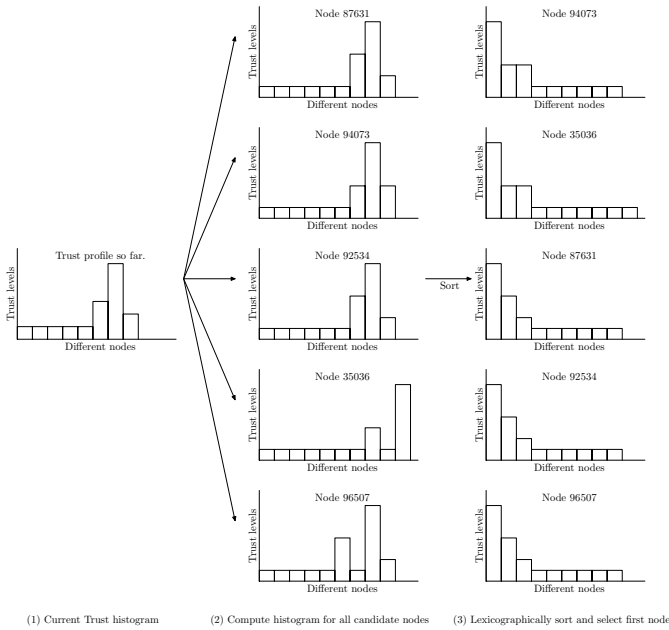 Trust profile so far.
Trust levels
Different nodes
(1) Current Trust histogram
Node 87631
Trust levels
Different nodes
Node 94073
Trust levels
Different nodes
Node 92534
Trust levels
Different nodes
Node 35036
Trust levels
Different nodes
Node 96507
Trust levels
(2) Compute histogram for all candidate nodes
Sort
Node 94073
Trust levels
Different nodes
Node 35036
Trust levels
Different nodes
Node 87631
Trust levels
Different nodes
Node 92534
Trust levels
Different nodes
Node 96507
Trust levels
(3) Lexicographically sort and select first node